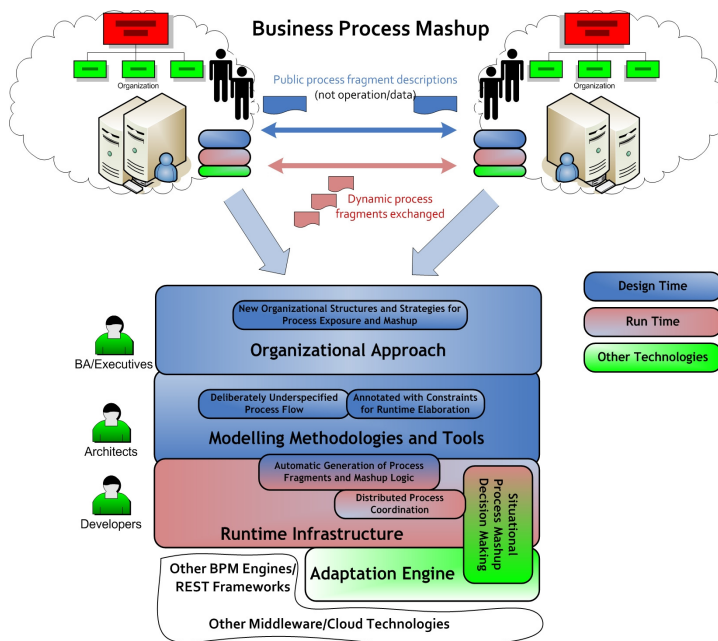 Business Process Mashup
Organization
Organization
Public process fragment descriptions
(not operation/data)
Dynamic process
fragments exchanged
Design Time
Run Time
Other Technologies
New Organizational Structures and Strategies for
Process Exposure and Mashup
Organizational Approach
BA/Executives
Deliberately Underspecified
Process Flow
Annotated with Constraints
for Runtime Elaboration
Modelling Methodologies and Tools
Architects
Automatic Generation of Process
Fragments and Mashup Logic
Distributed Process
Coordination
Situational
Process Mashup
Decision Making
Developers
Runtime Infrastructure
Other BPM Engines/
REST Frameworks
Adaptation Engine
Other Middleware/Cloud Technologies